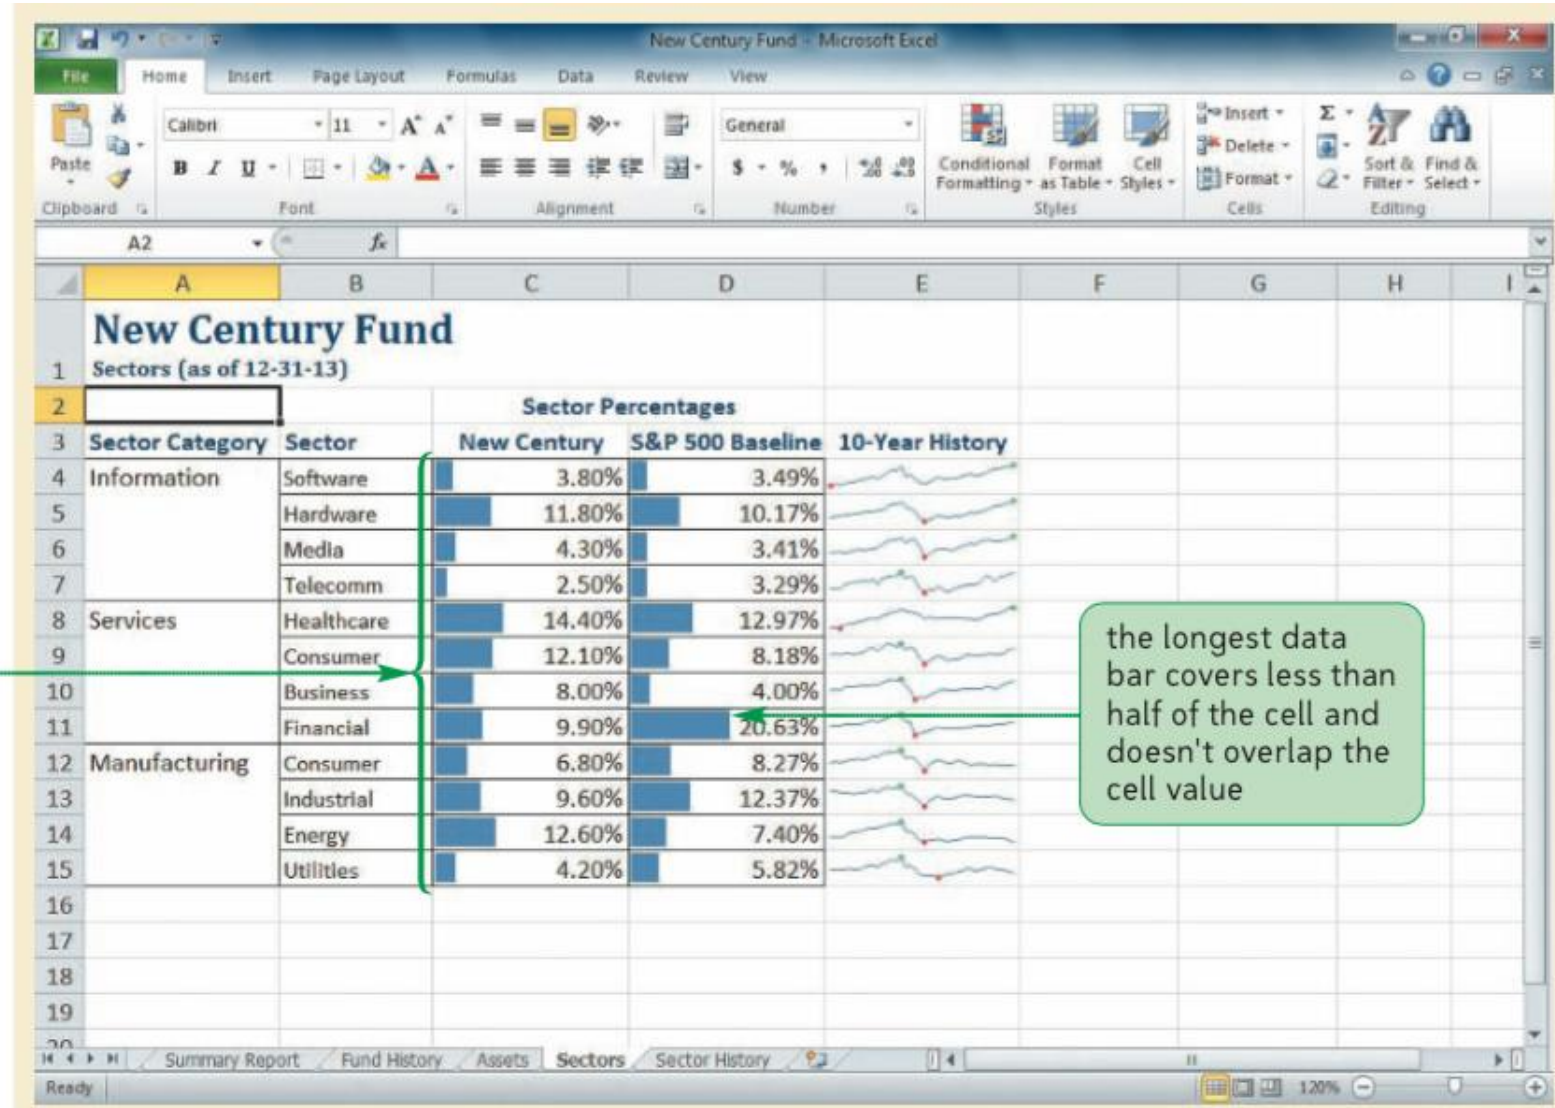 New Century Fund - Microsoft Excel
File Home Insert Page Layout Formulas Data Review View
Calibri 11 A A General Insert Σ
Delete
Paste B I U A $ % , .0 .00 .00 .0 Conditional Format Cell Format Sort & Find &
Formatting as Table Styles Filter Select
Clipboard Font Alignment Number Styles Cells Editing
A2 fx
A B C D E F G H I
New Century Fund
1 Sectors (as of 12-31-13)
2 Sector Percentages
3 Sector Category Sector New Century S&P 500 Baseline 10-Year History
4 Information Software 3.80% 3.49%
5 Hardware 11.80% 10.17%
6 Media 4.30% 3.41%
7 Telecomm 2.50% 3.29%
8 Services Healthcare 14.40% 12.97%
9 Consumer 12.10% 8.18%
10 Business 8.00% 4.00%
11 Financial 9.90% 20.63%
12 Manufacturing Consumer 6.80% 8.27%
13 Industrial 9.60% 12.37%
14 Energy 12.60% 7.40%
15 Utilities 4.20% 5.82%
16
17
18
19
20
the longest data
bar covers less than
half of the cell and
doesn't overlap the
cell value
Summary Report Fund History Assets Sectors Sector History
Ready 120%